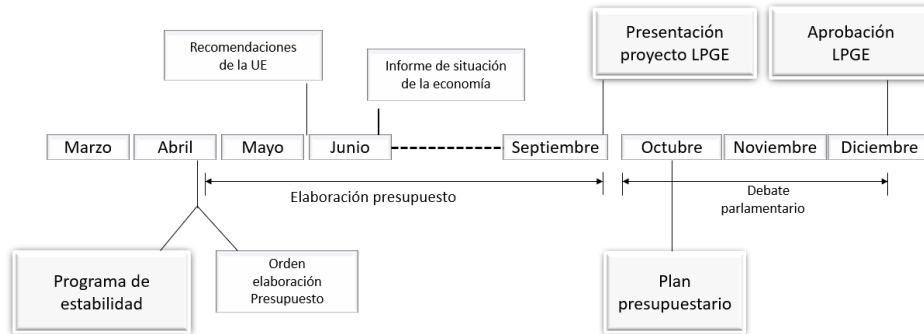 Presentación
proyecto LPGE
Aprobación
LPGE
Recomendaciones
de la UE
Informe de situación
de la economía
Marzo
Abril
Mayo
Junio
Septiembre
Octubre
Noviembre
Diciembre
Elaboración presupuesto
Debate
parlamentario
Programa de
estabilidad
Orden
elaboración
Presupuesto
Plan
presupuestario